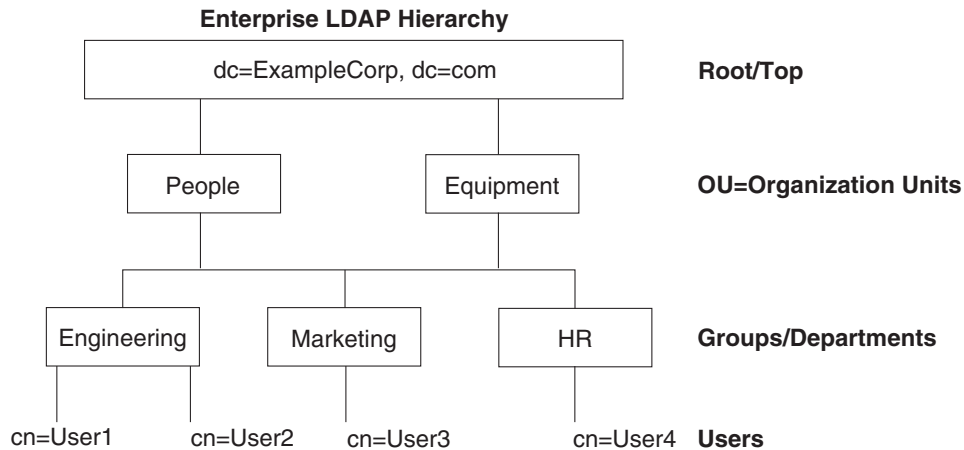 Enterprise LDAP Hierarchy
dc=ExampleCorp, dc=com
Root/Top
People
Equipment
OU=Organization Units
Engineering
Marketing
HR
Groups/Departments
cn=User1
cn=User2
cn=User3
cn=User4
Users